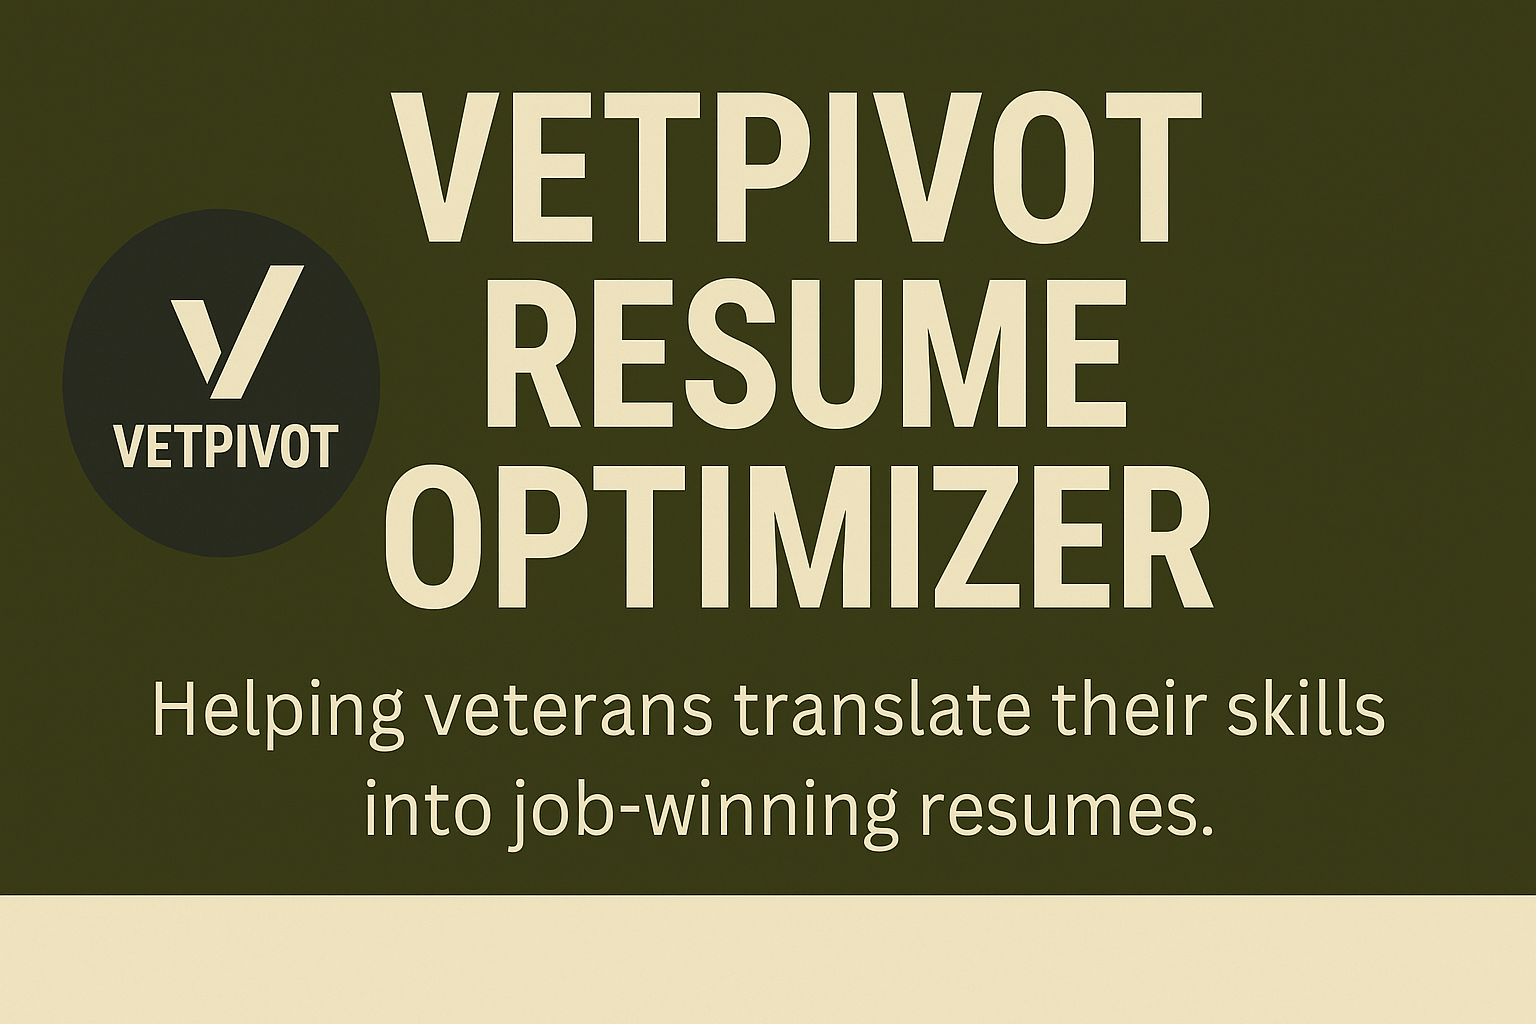 VETPIVOT
VETPIVOT
RESUME
OPTIMIZER
Helping veterans translate their skills
into job-winning resumes.